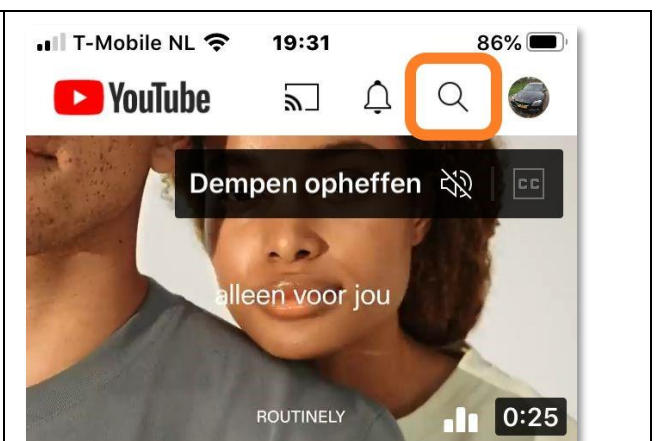 T-Mobile NL 19:31 86%
YouTube
Dempen opheffen CC
alleen voor jou
ROUTINELY
0:25